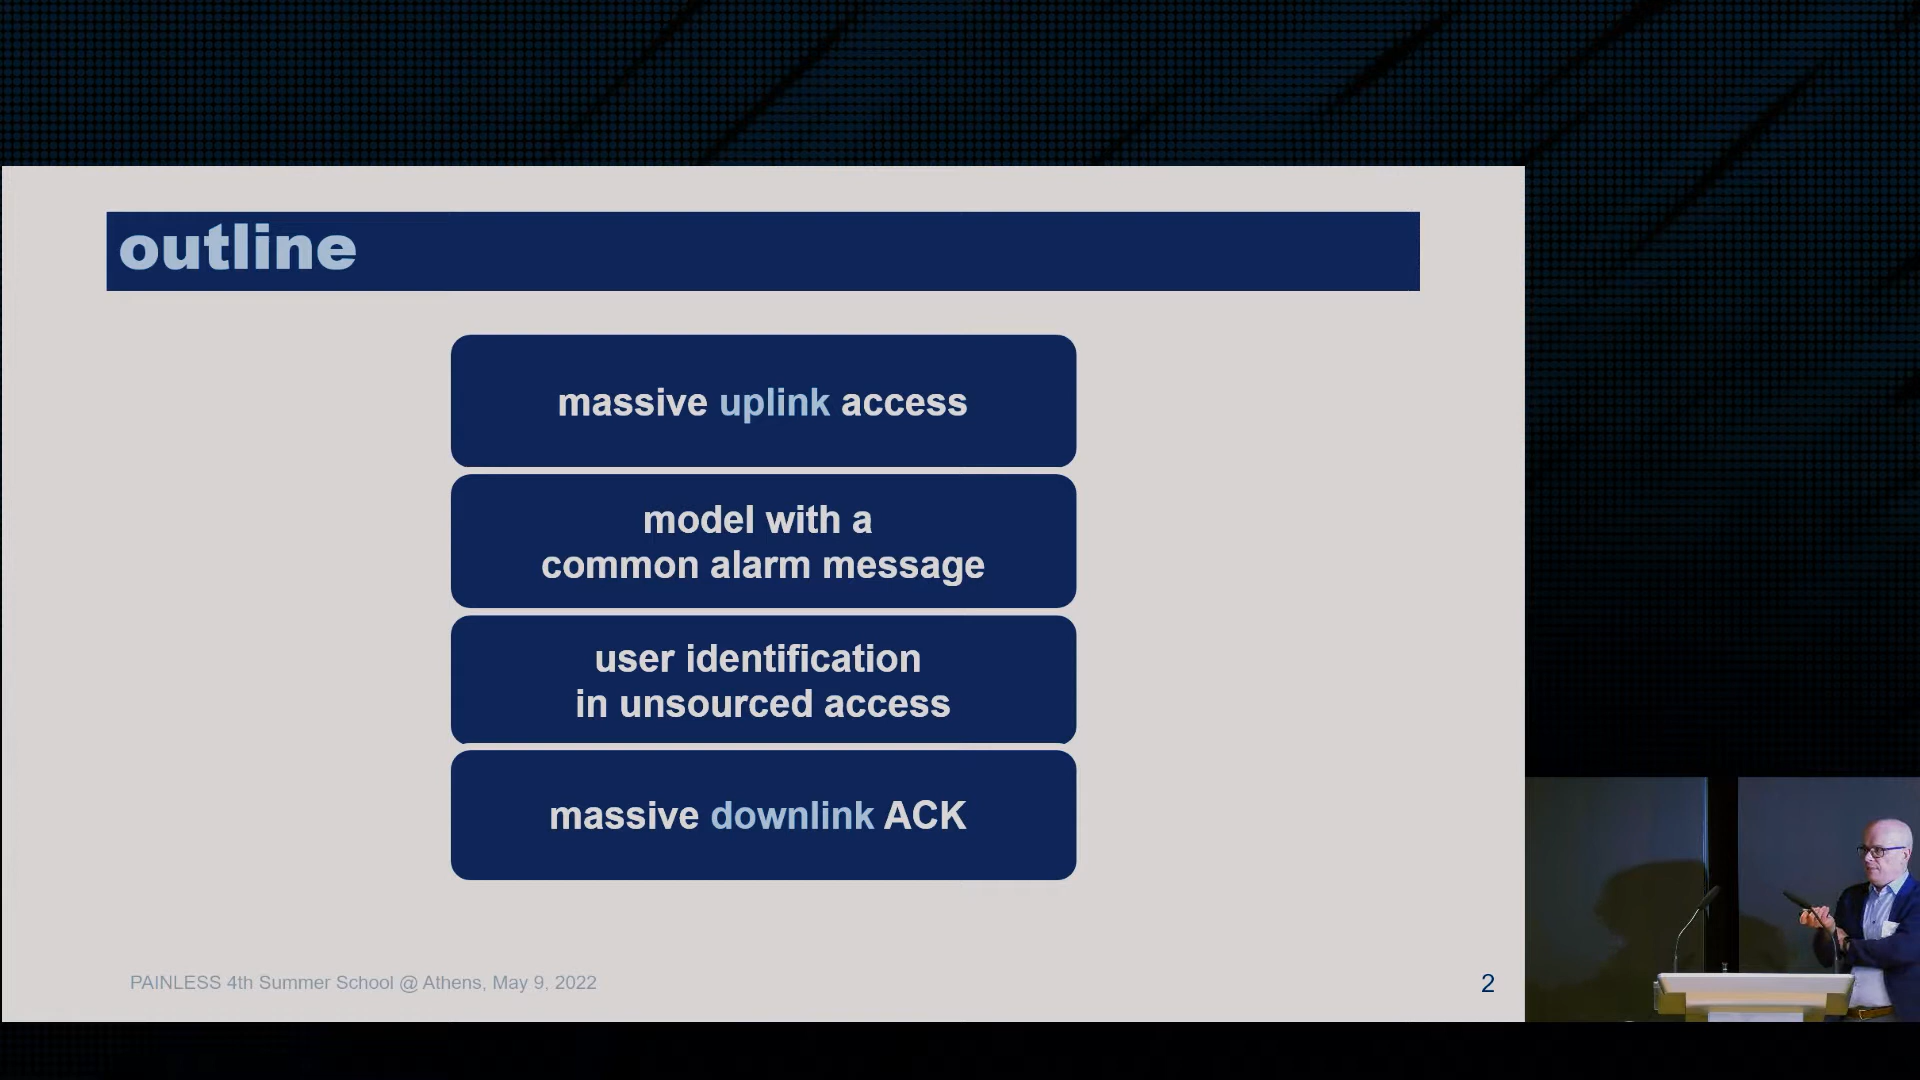 outline
massive uplink access
model with a
common alarm message
user identification
in unsourced access
massive downlink ACK
PAINLESS 4th Summer School @ Athens, May 9, 2022
2